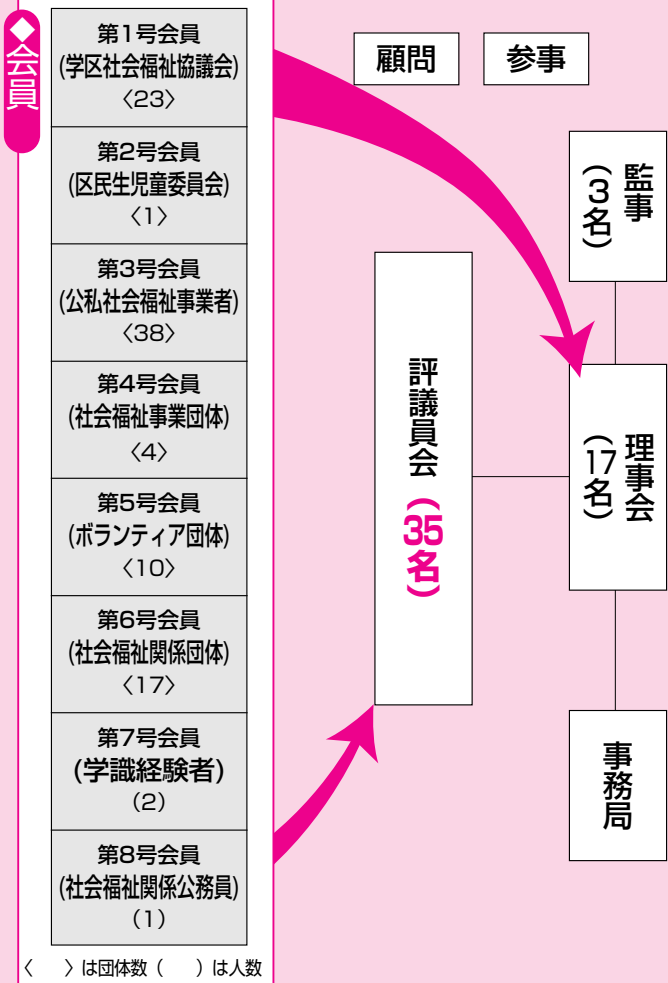 ◆会員
第1号会員
(学区社会福祉協議会)
〈23〉
第2号会員
(区民生児童委員会)
〈1〉
第3号会員
(公私社会福祉事業者)
〈38〉
第4号会員
(社会福祉事業団体)
〈4〉
第5号会員
(ボランティア団体)
〈10〉
第6号会員
(社会福祉関係団体)
〈17〉
第7号会員
(学識経験者)
(2)
第8号会員
(社会福祉関係公務員)
(1)
〈　〉は団体数（　）は人数
顧問
参事
監事
(3名)
評議員会(35名)
理事会
(17名)
事務局